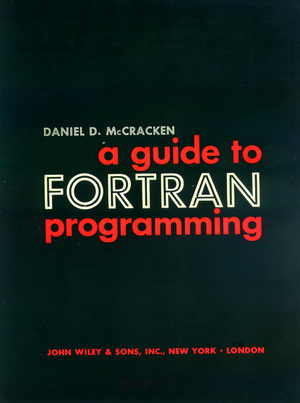 DANIEL D. McCRACKEN
a guide to
FORTRAN
programming
JOHN WILEY & SONS, INC., NEW YORK • LONDON